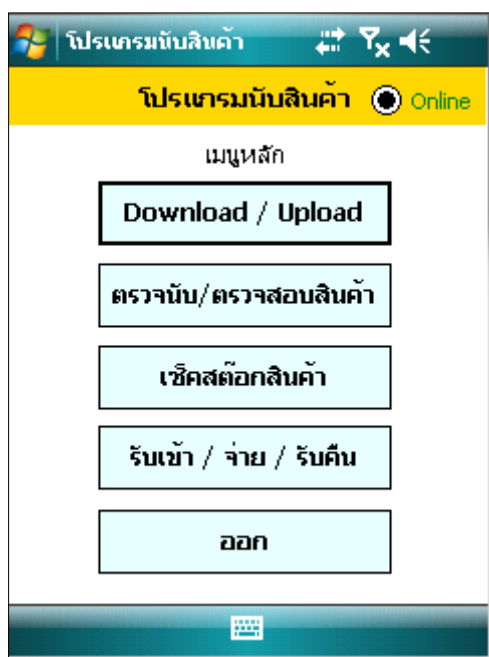 โปรแกรมนับสินค้า
โปรแกรมนับสินค้า Online
เมนูหลัก
Download / Upload
ตรวจนับ/ตรวจสอบสินค้า
เช็คสต๊อกสินค้า
รับเข้า / จ่าย / รับคืน
ออก